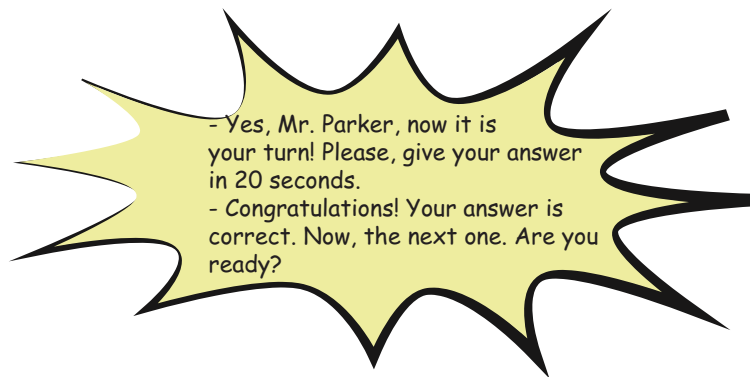 - Yes, Mr. Parker, now it is
your turn! Please, give your answer
in 20 seconds.
- Congratulations! Your answer is
correct. Now, the next one. Are you
ready?